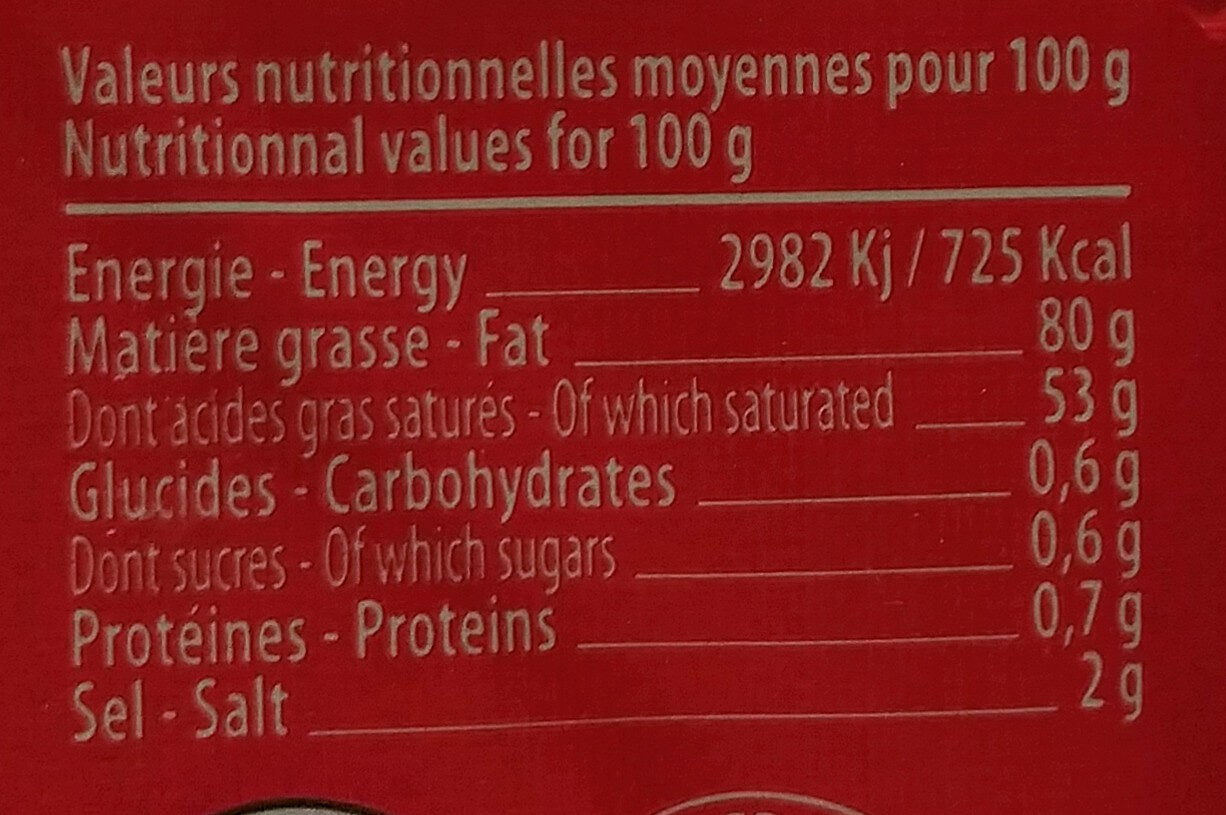 Valeurs nutritionnelles moyennes pour 100 g
Nutritionnal values for 100 g
Energie - Energy 2982 Kj / 725 Kcal
Matière grasse - Fat 80 g
Dont acides gras saturés - Of which saturated 53 g
Glucides - Carbohydrates 0,6 g
Dont sucres - Of which sugars 0,6 g
Protéines - Proteins 0,7 g
Sel - Salt 2 g